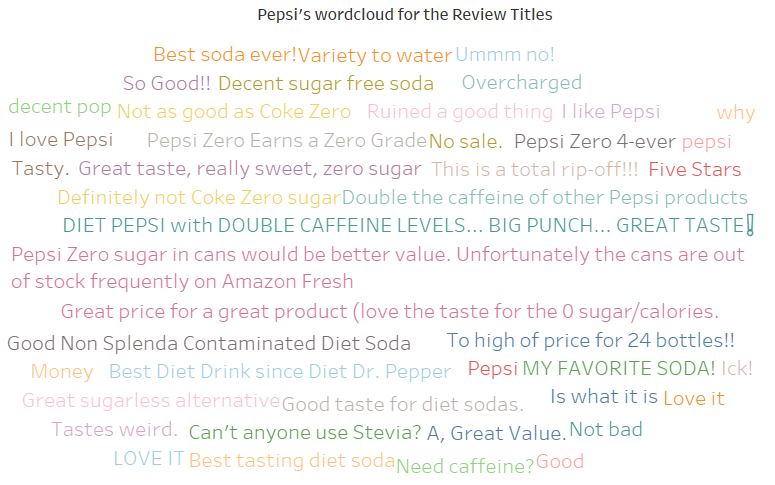 Pepsi's wordcloud for the Review Titles
Best soda ever! Variety to water Ummm no!
So Good!! Decent sugar free soda Overcharged
decent pop Not as good as Coke Zero Ruined a good thing I like Pepsi why
I love Pepsi Pepsi Zero Earns a Zero Grade No sale. Pepsi Zero 4-ever pepsi
Tasty. Great taste, really sweet, zero sugar This is a total rip-off!!! Five Stars
Definitely not Coke Zero sugar Double the caffeine of other Pepsi products
DIET PEPSI with DOUBLE CAFFEINE LEVELS... BIG PUNCH... GREAT TASTE!
Pepsi Zero sugar in cans would be better value. Unfortunately the cans are out
of stock frequently on Amazon Fresh
Great price for a great product (love the taste for the 0 sugar/calories.
Good Non Splenda Contaminated Diet Soda To high of price for 24 bottles!!
Money Best Diet Drink since Diet Dr. Pepper Pepsi MY FAVORITE SODA! Ick!
Great sugarless alternative Good taste for diet sodas. Is what it is Love it
Tastes weird. Can't anyone use Stevia? A, Great Value. Not bad
LOVE IT Best tasting diet soda Need caffeine? Good